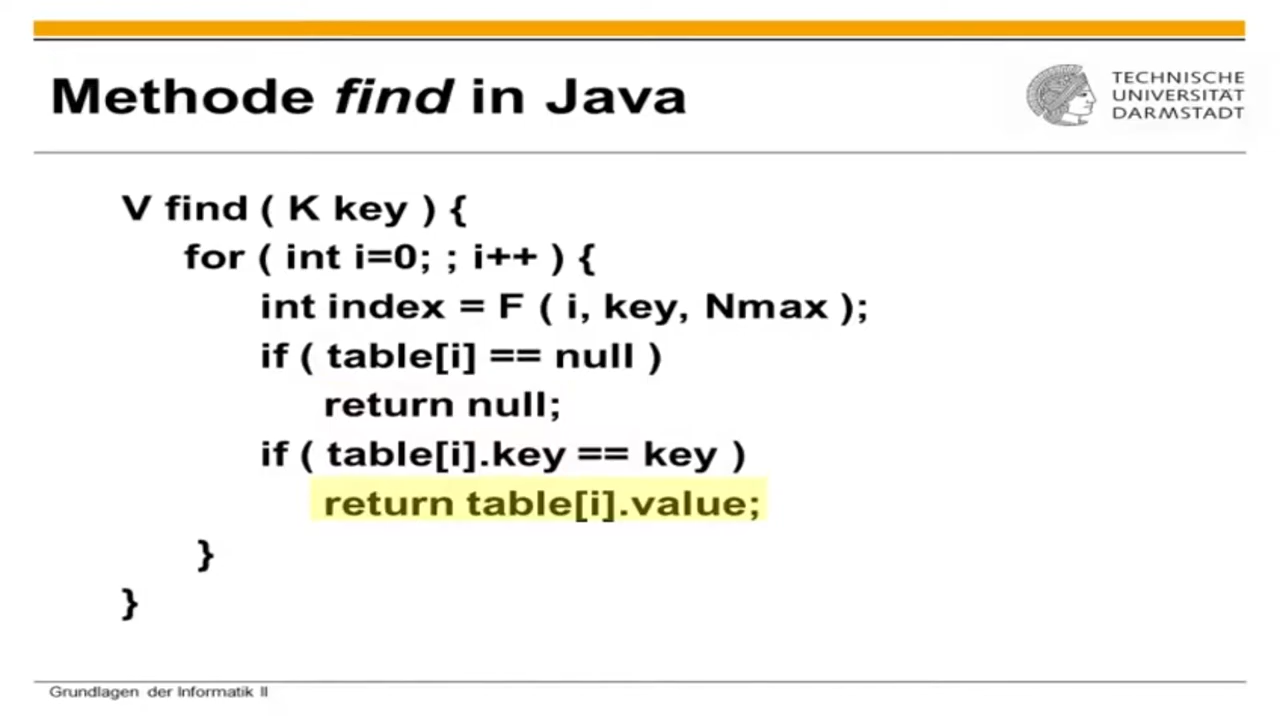 Methode find in Java
TECHNISCHE
UNIVERSITÄT
DARMSTADT
V find ( K key ) {
for ( int i=0; ; i++ ) {
int index = F ( i, key, Nmax );
if ( table[i] == null )
return null;
if ( table[i].key == key )
return table[i].value;
}
}
Grundlagen der Informatik II